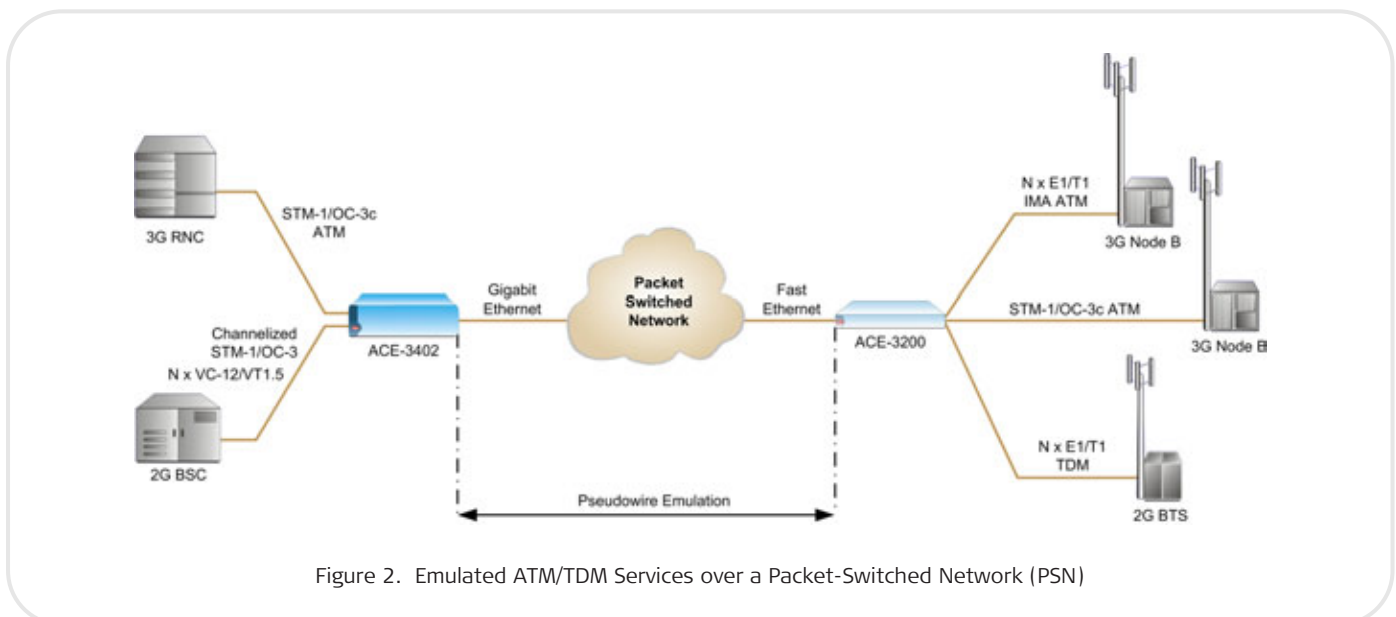 3G RNC
STM-1/OC-3c
ATM
Channelized
STM-1/OC-3
N x VC-12/VT1.5
2G BSC
ACE-3402
Gigabit
Ethernet
Packet
Switched
Network
Fast
Ethernet
ACE-3200
N x E1/T1
IMA ATM
3G Node B
STM-1/OC-3c ATM
3G Node B
N x E1/T1
TDM
2G BTS
Pseudowire Emulation
Figure 2. Emulated ATM/TDM Services over a Packet-Switched Network (PSN)